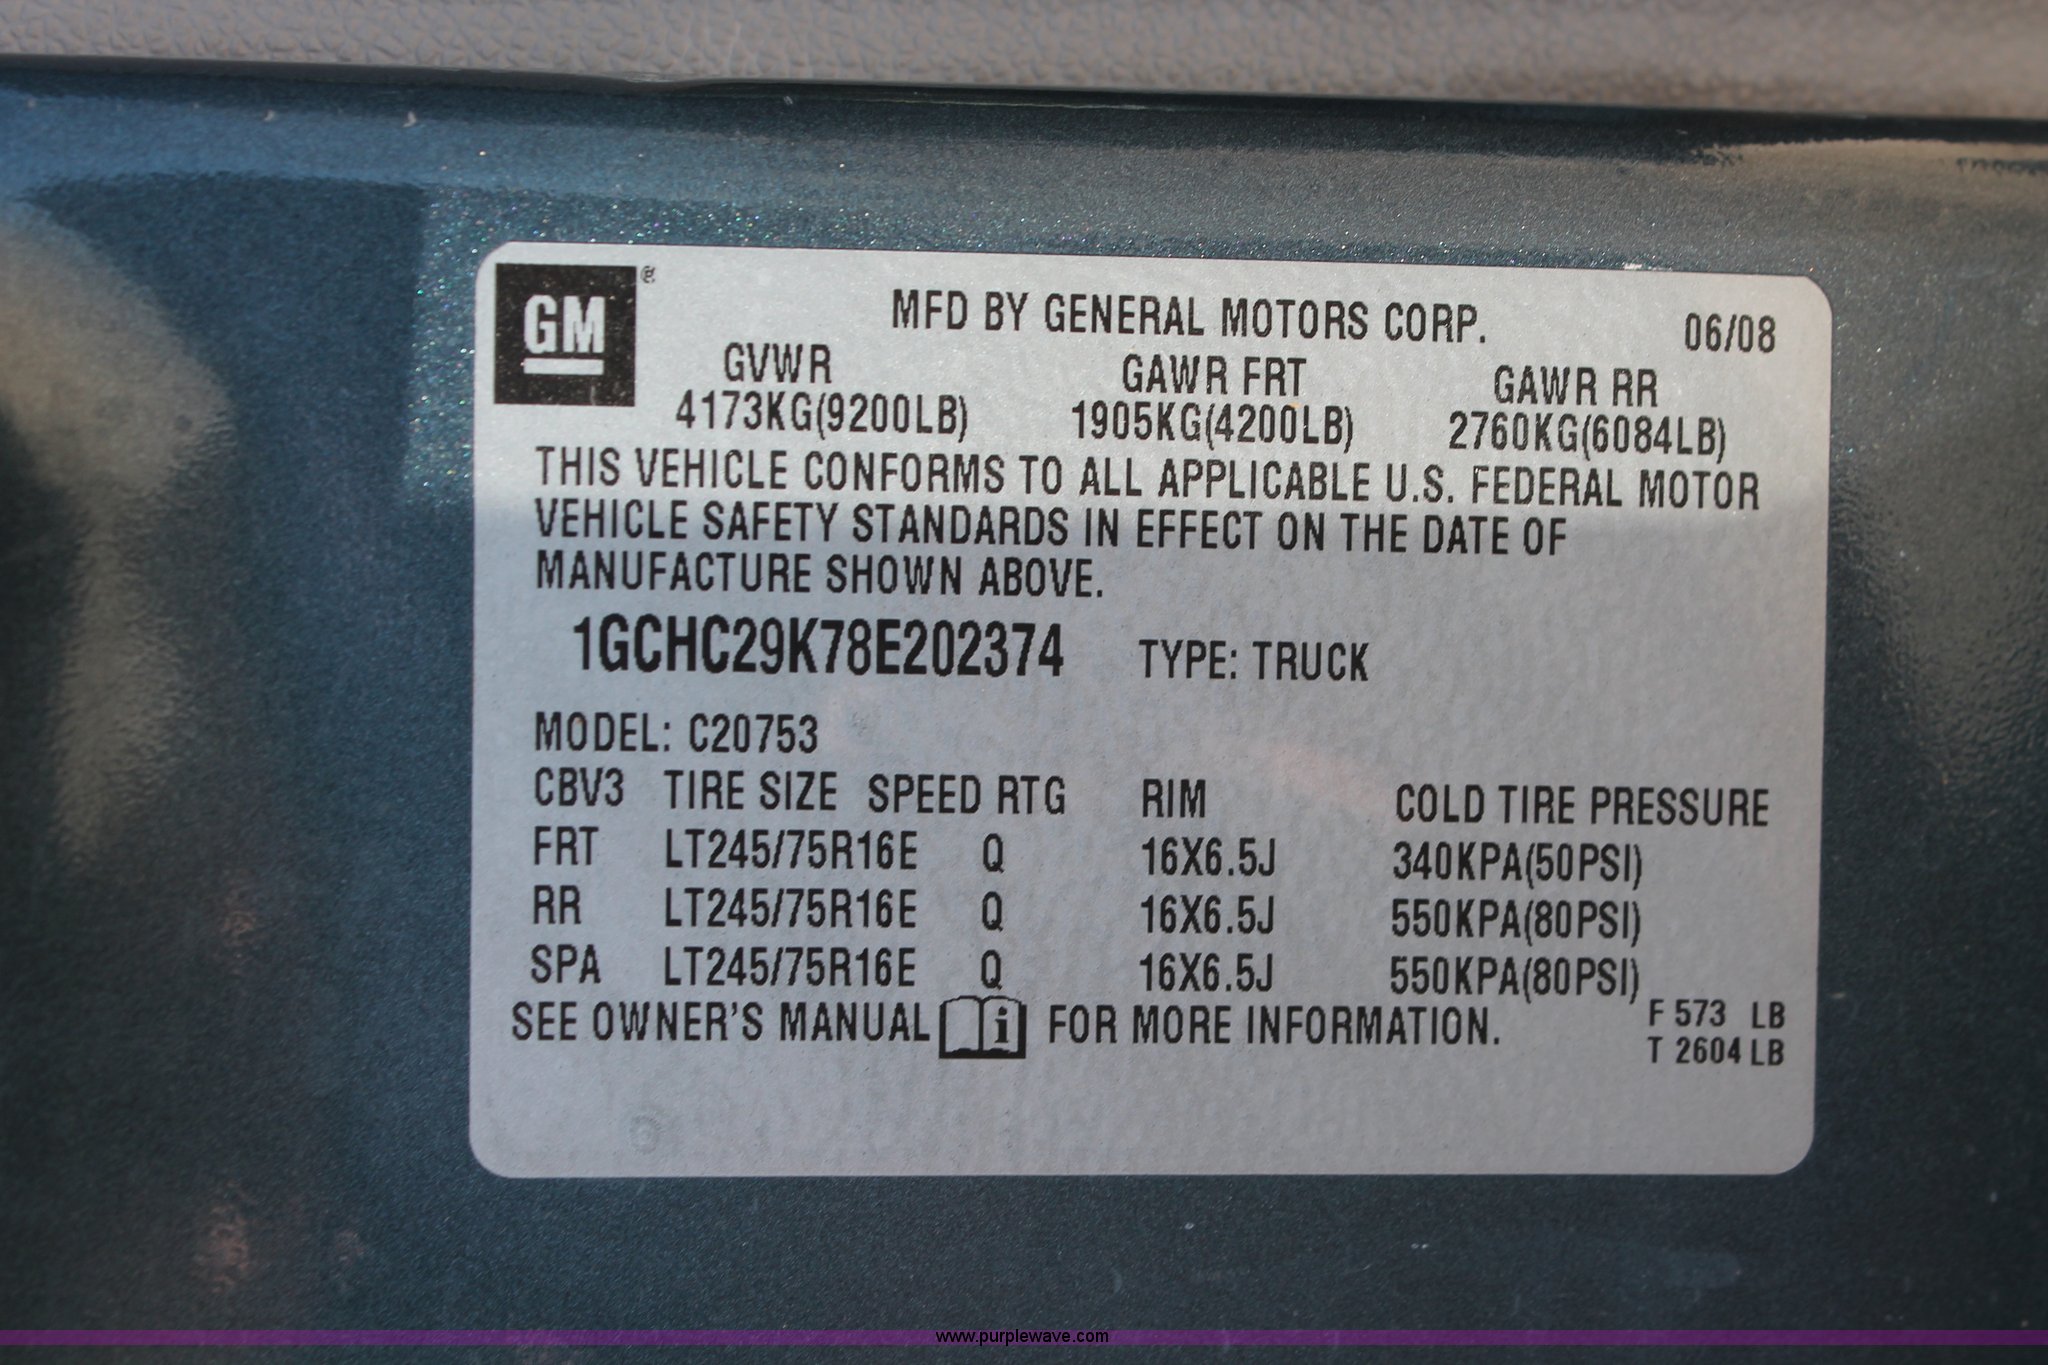 GM ®
MFD BY GENERAL MOTORS CORP. 06/08
GVWR GAWR FRT GAWR RR
4173KG(9200LB) 1905KG(4200LB) 2760KG(6084LB)
THIS VEHICLE CONFORMS TO ALL APPLICABLE U.S. FEDERAL MOTOR
VEHICLE SAFETY STANDARDS IN EFFECT ON THE DATE OF
MANUFACTURE SHOWN ABOVE.
1GCHC29K78E202374 TYPE: TRUCK
MODEL: C20753
CBV3 TIRE SIZE SPEED RTG RIM COLD TIRE PRESSURE
FRT LT245/75R16E Q 16X6.5J 340KPA(50PSI)
RR LT245/75R16E Q 16X6.5J 550KPA(80PSI)
SPA LT245/75R16E Q 16X6.5J 550KPA(80PSI)
SEE OWNER'S MANUAL i FOR MORE INFORMATION.
F 573 LB
T 2604 LB
www.purplewave.com